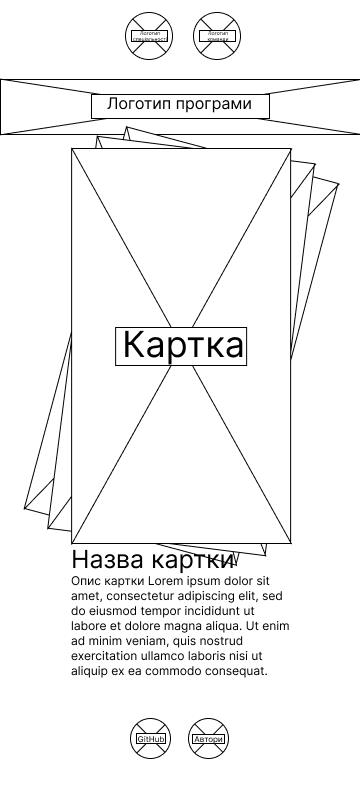 Логотип спеціальності
Логотип команди
Логотип програми
Картка
Назва картки
Опис картки Lorem ipsum dolor sit
amet, consectetur adipiscing elit, sed
do eiusmod tempor incididunt ut
labore et dolore magna aliqua. Ut enim
ad minim veniam, quis nostrud
exercitation ullamco laboris nisi ut
aliquip ex ea commodo consequat.
GitHub
Автори